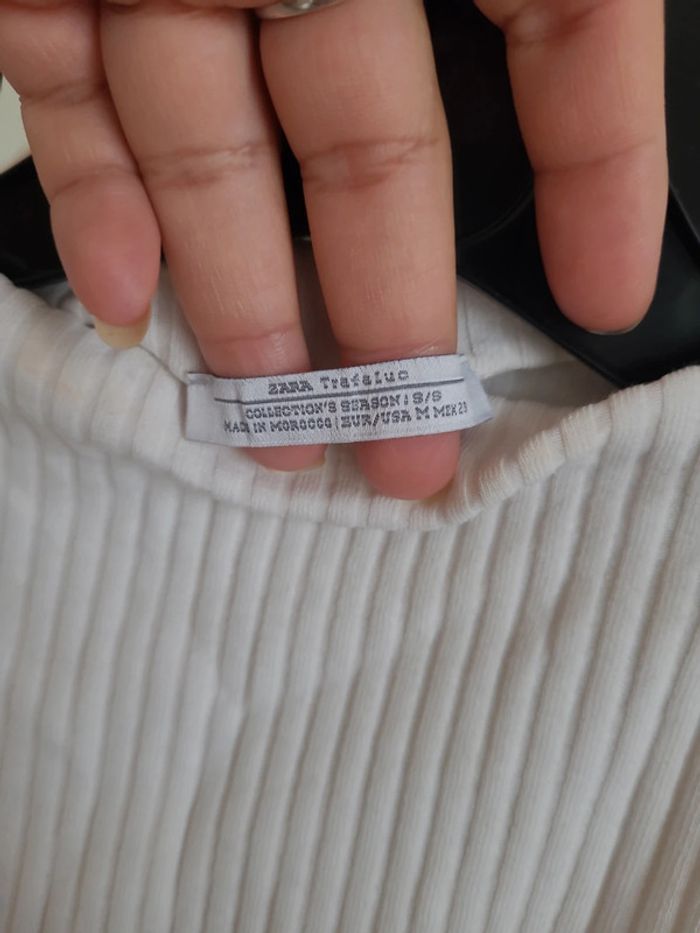 ZARA Trafaluc
COLLECTION'S SEASON: S/S
MADE IN MOROCCO | EUR/USA M MEX 28